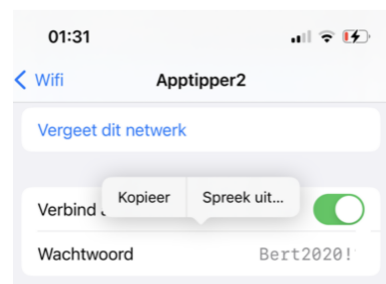 01:31
Wifi
Apptipper2
Vergeet dit netwerk
Kopieer
Spreek uit...
Verbind
Wachtwoord
Bert2020!